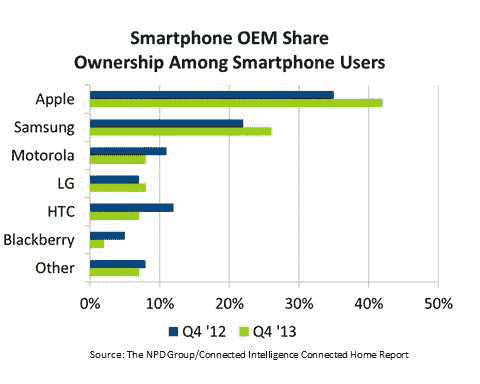 Smartphone OEM Share
Ownership Among Smartphone Users
Apple
Samsung
Motorola
LG
HTC
Blackberry
Other
0% 10% 20% 30% 40% 50%
Q4 '12 Q4 '13
Source: The NPD Group/Connected Intelligence Connected Home Report